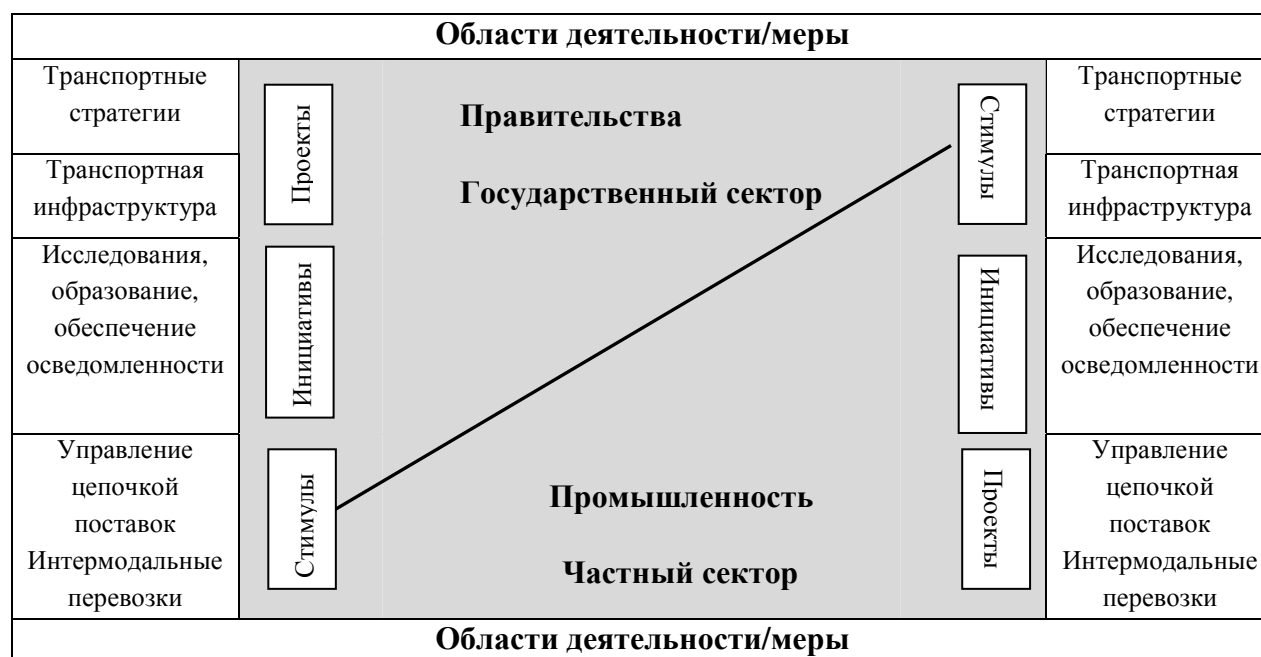 Области деятельности/меры
Транспортные
стратегии
Транспортная
инфраструктура
Исследования,
образование,
обеспечение
осведомленности
Управление
цепочкой
поставок
Интермодальные
перевозки
Проекты
Инициативы
Стимулы
Правительства
Государственный сектор
Промышленность
Частный сектор
Стимулы
Инициативы
Проекты
Транспортные
стратегии
Транспортная
инфраструктура
Исследования,
образование,
обеспечение
осведомленности
Управление
цепочкой
поставок
Интермодальные
перевозки
Области деятельности/меры